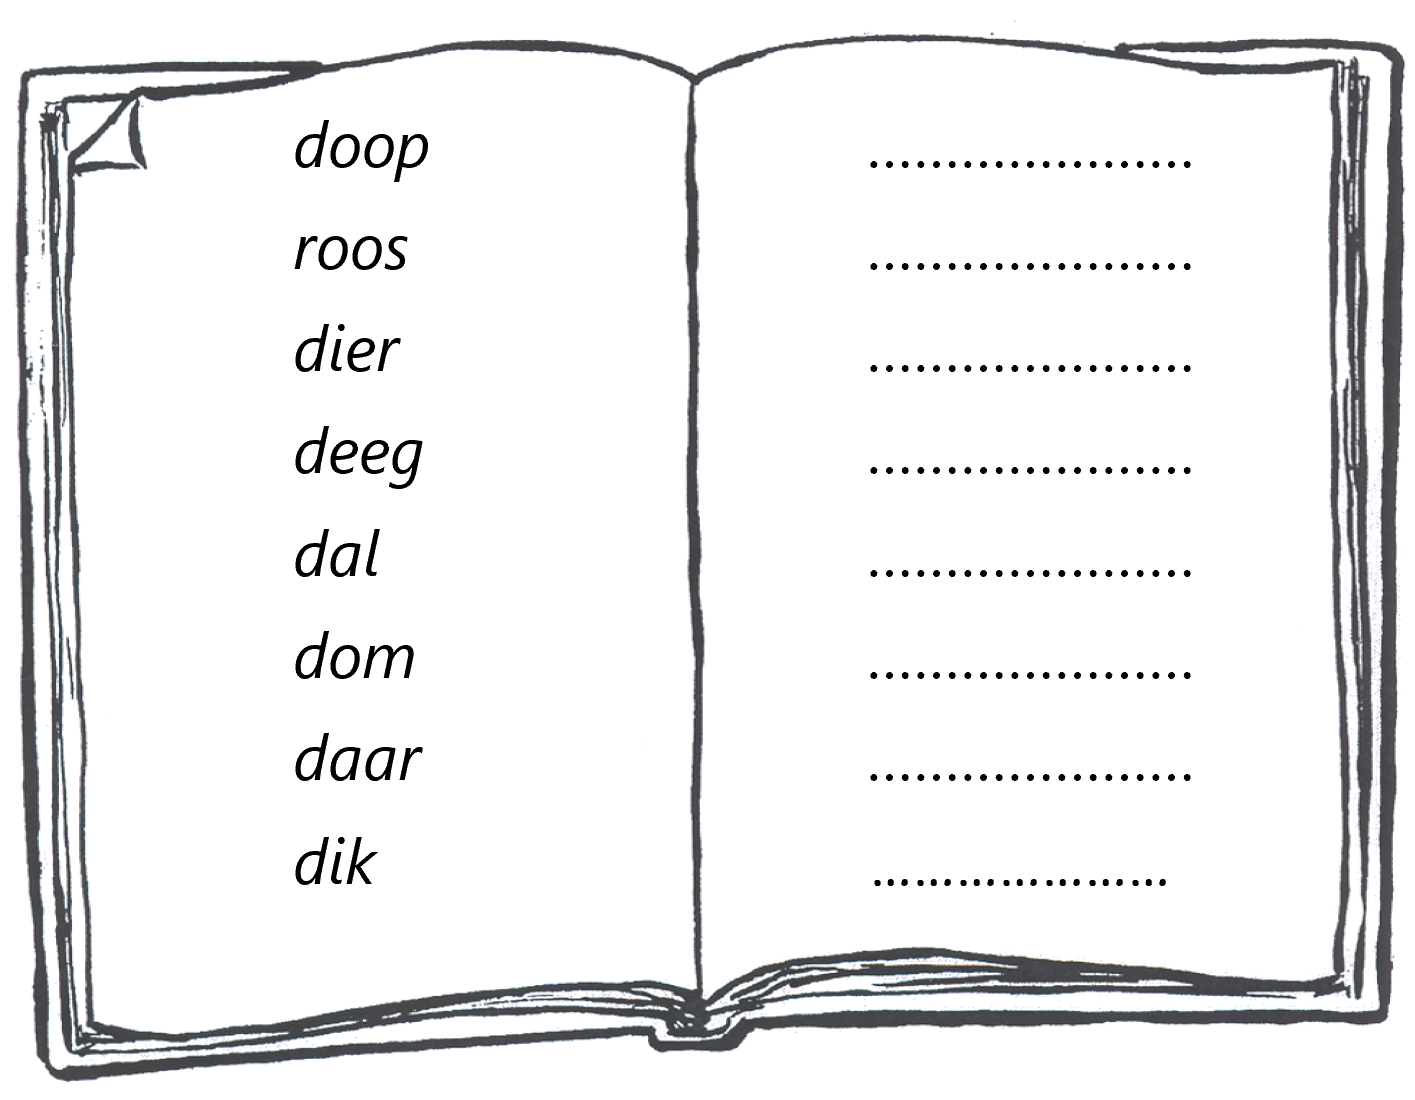 doop .....................
roos .....................
dier .....................
deeg .....................
dal .....................
dom .....................
daar .....................
dik .....................